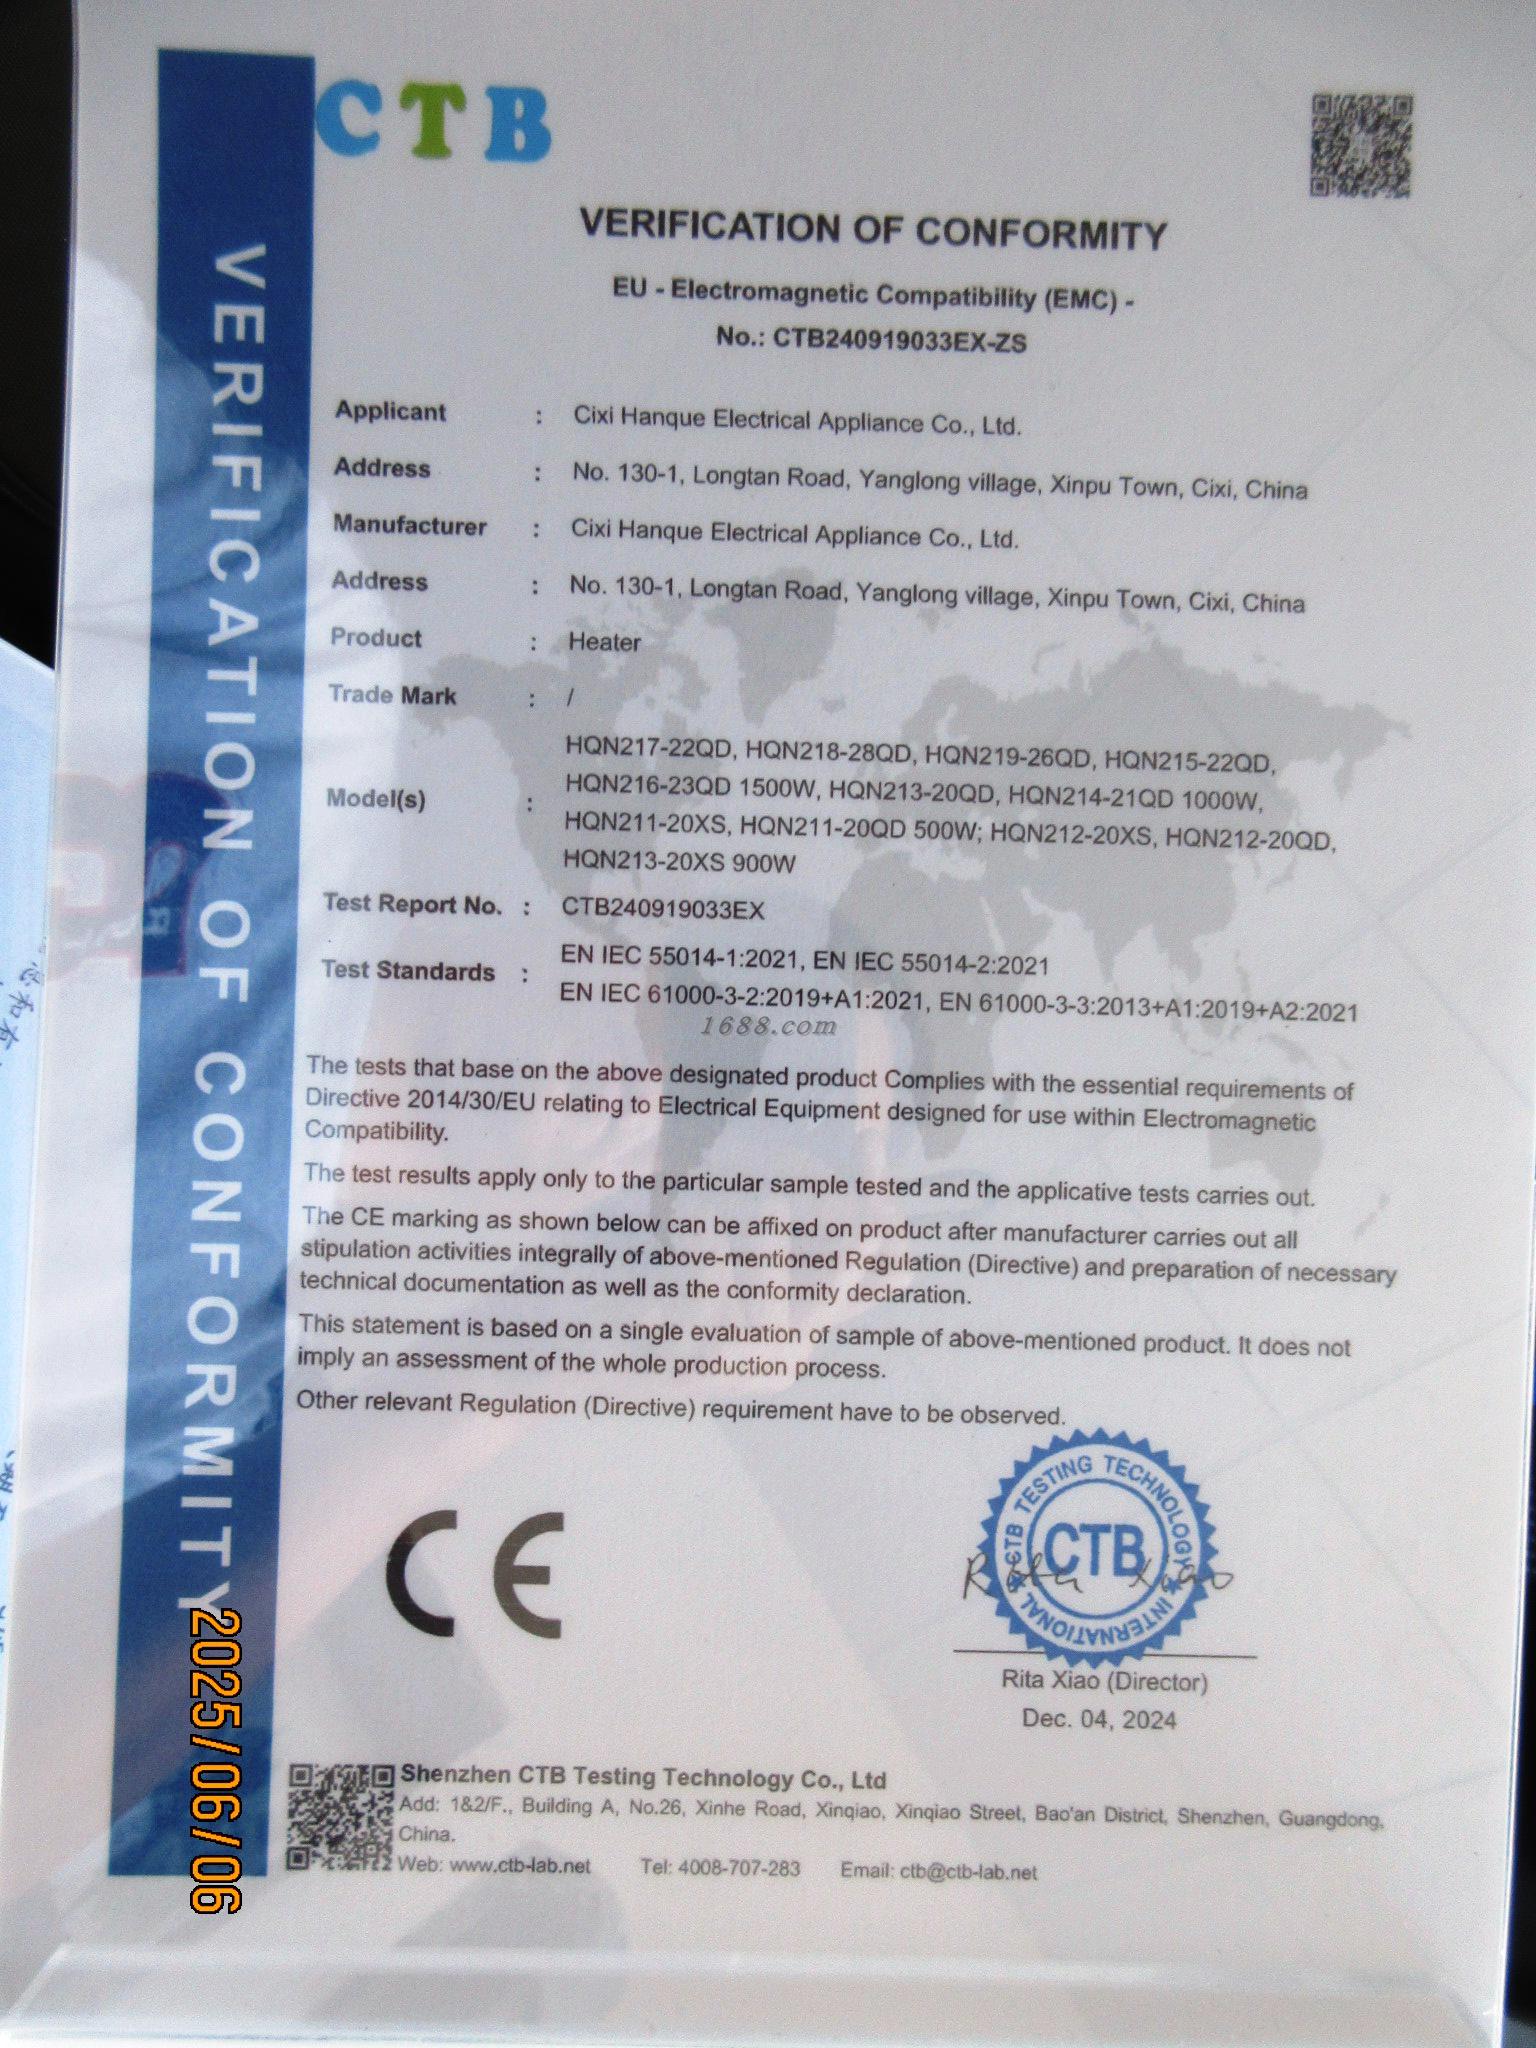 CTB
VERIFICATION OF CONFORMITY
VERIFICATION OF CONFORMITY
EU - Electromagnetic Compatibility (EMC) -
No.: CTB240919033EX-ZS
Applicant : Cixi Hanque Electrical Appliance Co., Ltd.
Address : No. 130-1, Longtan Road, Yanglong village, Xinpu Town, Cixi, China
Manufacturer : Cixi Hanque Electrical Appliance Co., Ltd.
Address : No. 130-1, Longtan Road, Yanglong village, Xinpu Town, Cixi, China
Product : Heater
Trade Mark : /
Model(s) : HQN217-22QD, HQN218-28QD, HQN219-26QD, HQN215-22QD,
HQN216-23QD 1500W, HQN213-20QD, HQN214-21QD 1000W,
HQN211-20XS, HQN211-20QD 500W; HQN212-20XS, HQN212-20QD,
HQN213-20XS 900W
Test Report No. : CTB240919033EX
Test Standards : EN IEC 55014-1:2021, EN IEC 55014-2:2021
EN IEC 61000-3-2:2019+A1:2021, EN 61000-3-3:2013+A1:2019+A2:2021
1688.com
The tests that base on the above designated product Complies with the essential requirements of
Directive 2014/30/EU relating to Electrical Equipment designed for use within Electromagnetic
Compatibility.
The test results apply only to the particular sample tested and the applicative tests carries out.
The CE marking as shown below can be affixed on product after manufacturer carries out all
stipulation activities integrally of above-mentioned Regulation (Directive) and preparation of necessary
technical documentation as well as the conformity declaration.
This statement is based on a single evaluation of sample of above-mentioned product. It does not
imply an assessment of the whole production process.
Other relevant Regulation (Directive) requirement have to be observed.
CE
CTB TESTING TECHNOLOGY
CTB
INTERNATIONAL
Rita Xiao
Rita Xiao (Director)
Dec. 04, 2024
Shenzhen CTB Testing Technology Co., Ltd
Add: 1&2/F., Building A, No.26, Xinhe Road, Xinqiao, Xinqiao Street, Bao'an District, Shenzhen, Guangdong,
China.
Web: www.ctb-lab.net Tel: 4008-707-283 Email: ctb@ctb-lab.net
2025/06/06